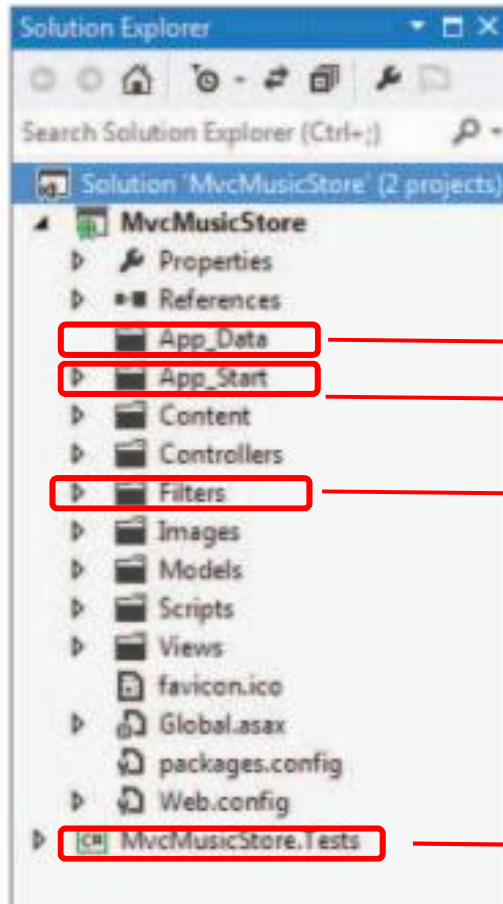 Solution Explorer
Search Solution Explorer (Ctrl+;)
Solution 'MvcMusicStore' (2 projects)
MvcMusicStore
Properties
References
App_Data
App_Start
Content
Controllers
Filters
Images
Models
Scripts
Views
favicon.ico
Global.asax
packages.config
Web.config
C# MvcMusicStore.Tests